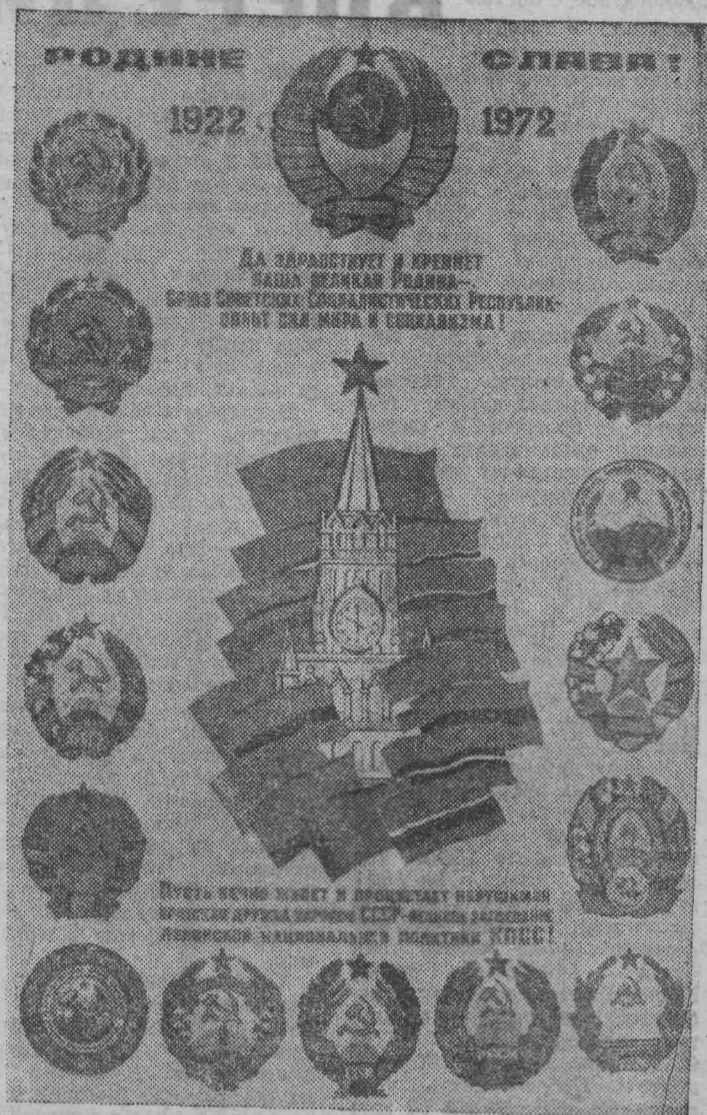 РОДИНЕ СЛАВА!
1922 1972
ДА ЗДРАВСТВУЕТ И КРЕПНЕТ
НАША ВЕЛИКАЯ РОДИНА–
СОЮЗ СОВЕТСКИХ СОЦИАЛИСТИЧЕСКИХ РЕСПУБЛИК–
ОПЛОТ МИРА И СОЦИАЛИЗМА!
ПУСТЬ ВЕЧНО ЖИВЕТ И ПРОЦВЕТАЕТ НЕРУШИМАЯ
БРАТСКАЯ ДРУЖБА НАРОДОВ СССР–ВЕЛИКОЕ ЗАВОЕВАНИЕ
ЛЕНИНСКОЙ НАЦИОНАЛЬНОЙ ПОЛИТИКИ КПСС!